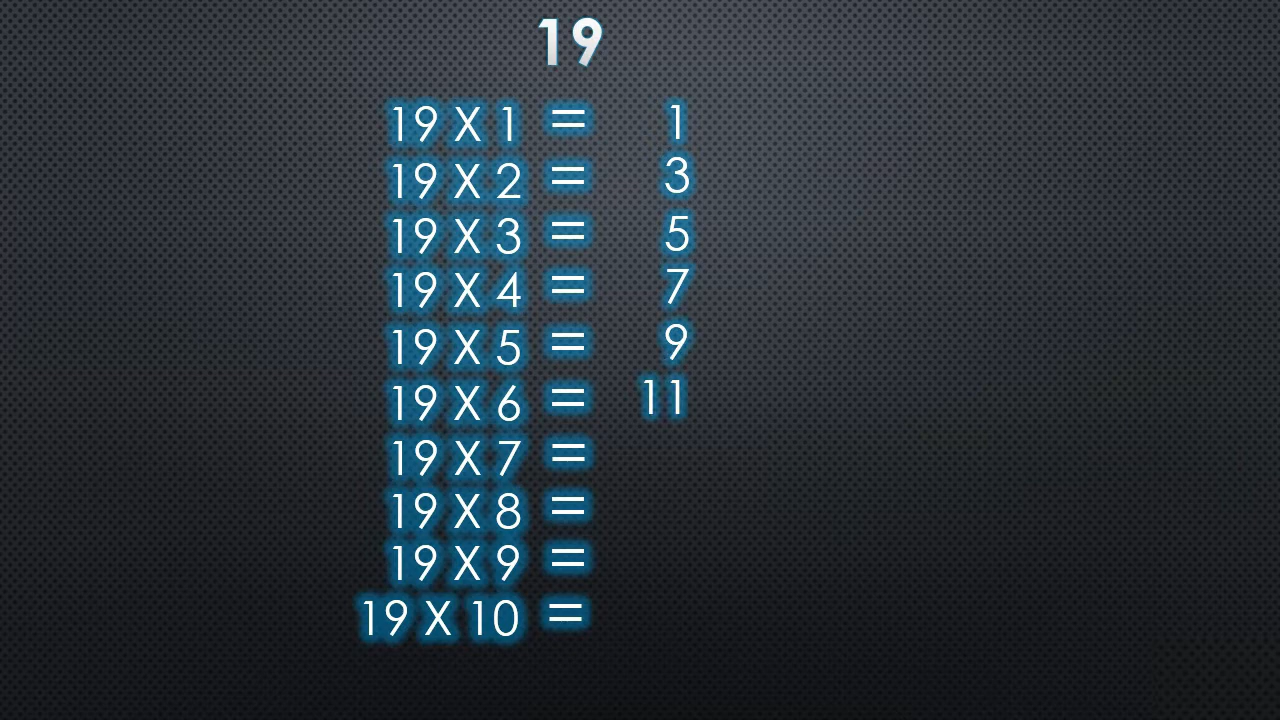 19
19 X 1 = 1
19 X 2 = 3
19 X 3 = 5
19 X 4 = 7
19 X 5 = 9
19 X 6 = 11
19 X 7 =
19 X 8 =
19 X 9 =
19 X 10 =